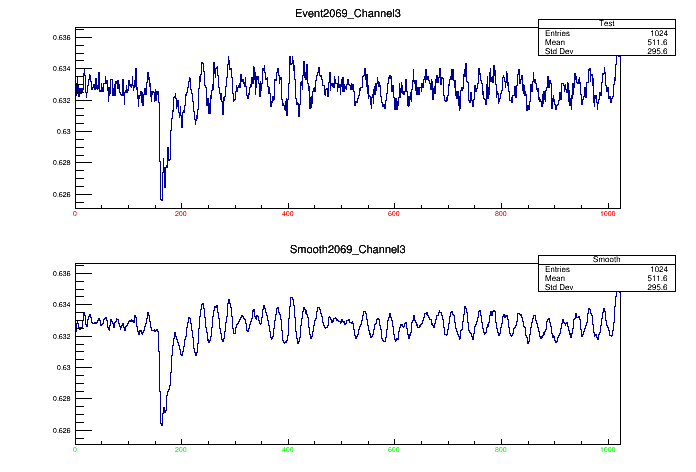 Event2069_Channel3
Test
Entries 1024
Mean 511.6
Std Dev 295.6
0.636
0.634
0.632
0.63
0.628
0.626
0 200 400 600 800 1000
Smooth2069_Channel3
Smooth
Entries 1024
Mean 511.6
Std Dev 295.6
0.636
0.634
0.632
0.63
0.628
0.626
0 200 400 600 800 1000